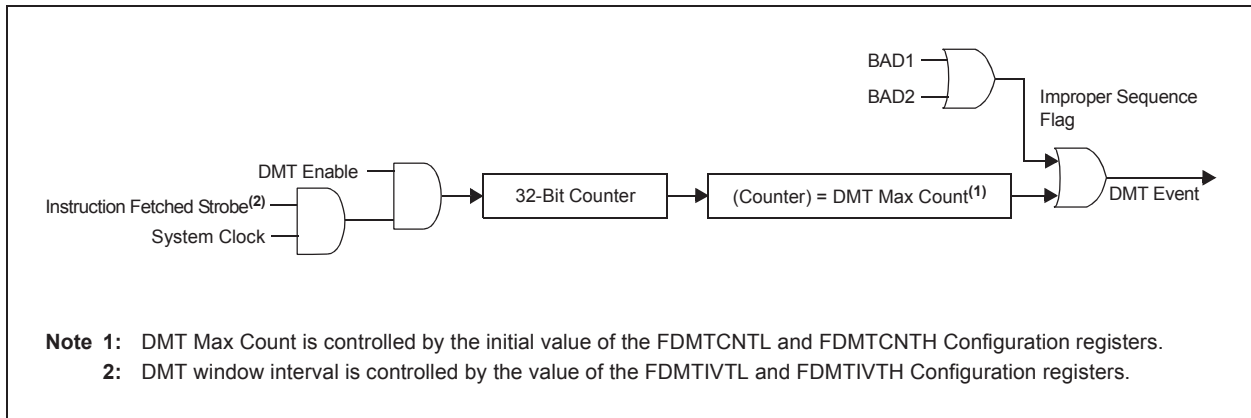 BAD1
BAD2
Improper Sequence
Flag
DMT Enable
Instruction Fetched Strobe(2)
System Clock
32-Bit Counter
(Counter) = DMT Max Count(1)
DMT Event
Note 1: DMT Max Count is controlled by the initial value of the FDMTCNTL and FDMTCNTH Configuration registers.
2: DMT window interval is controlled by the value of the FDMTIVTL and FDMTIVTH Configuration registers.